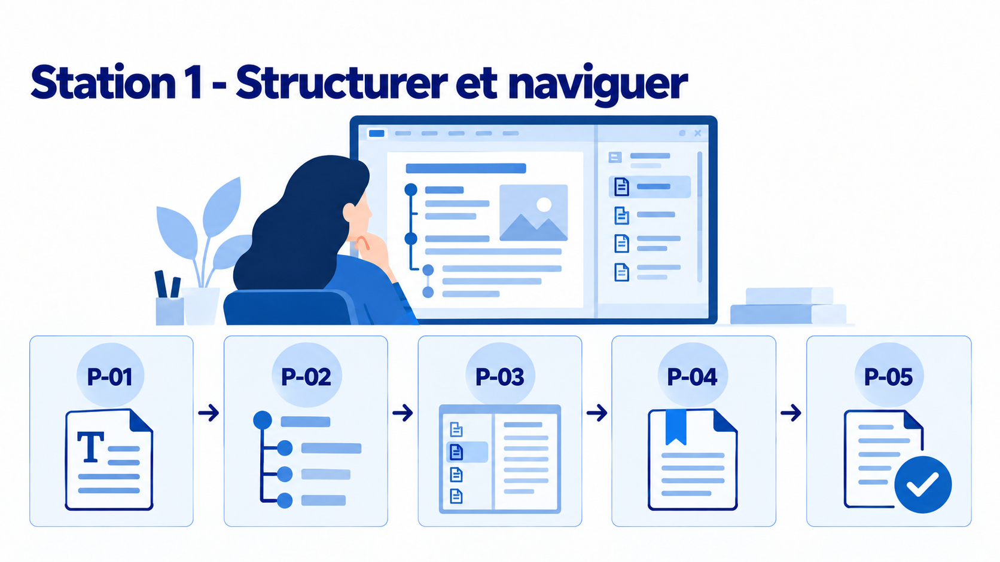 Station 1 - Structurer et naviguer
P-01
P-02
P-03
P-04
P-05
T